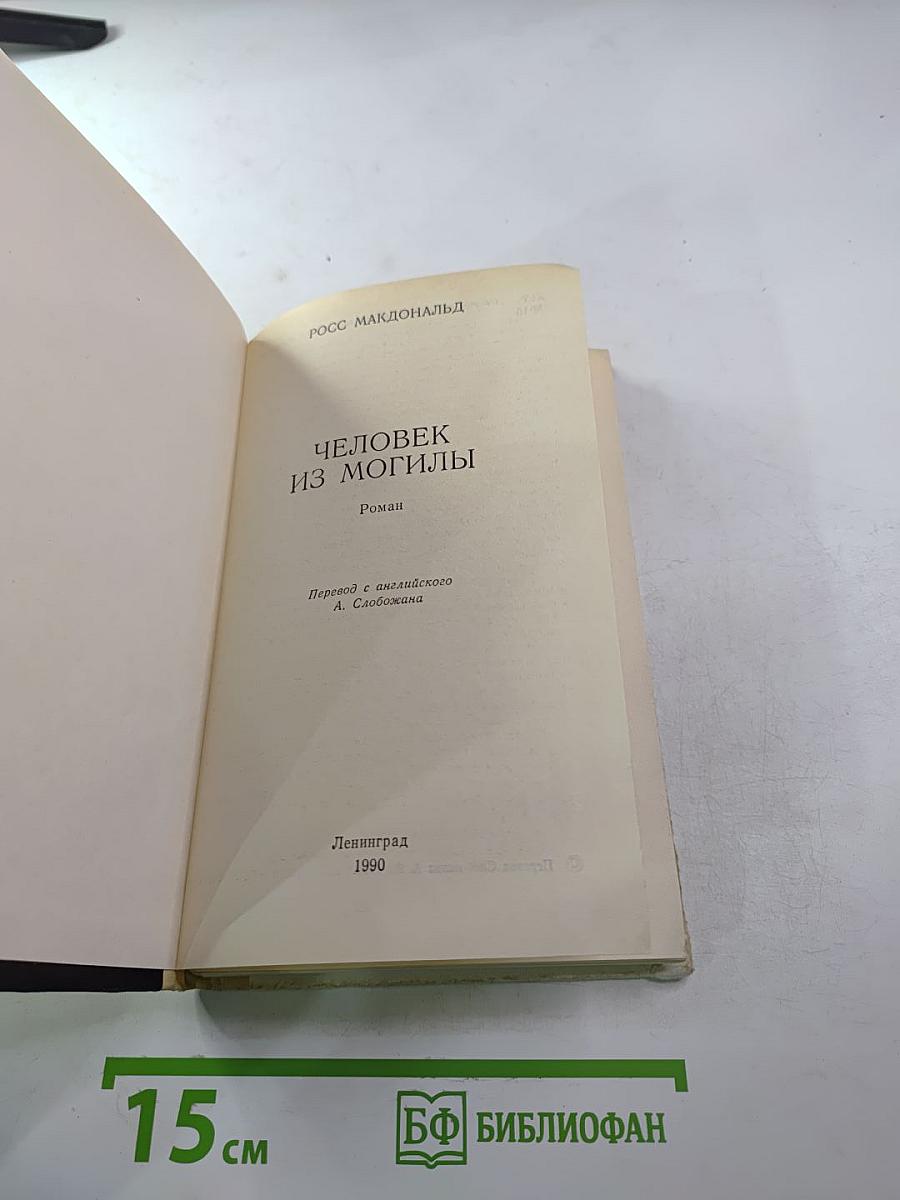 РОСС МАКДОНАЛЬД
ЧЕЛОВЕК
ИЗ МОГИЛЫ
Роман
Перевод с английского
А. Слобожана
Ленинград
1990
15 см
БФ БИБЛИОФАН